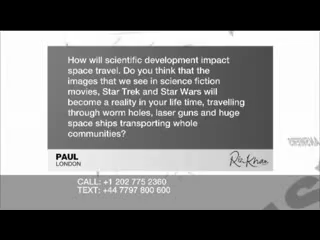 How will scientific development impact
space travel. Do you think that the
images that we see in science fiction
movies, Star Trek and Star Wars will
become a reality in your life time, travelling
through worm holes, laser guns and huge
space ships transporting whole
communities?
PAUL
LONDON
Riz Khan
CALL: +1 202 775 2360
TEXT: +44 7797 800 600